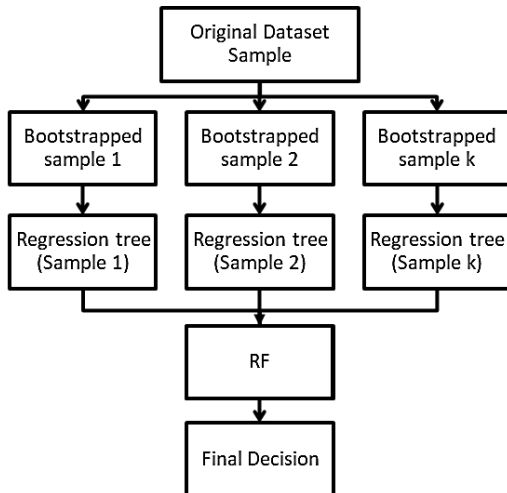 Original Dataset
Sample
Bootstrapped
sample 1
Bootstrapped
sample 2
Bootstrapped
sample k
Regression tree
(Sample 1)
Regression tree
(Sample 2)
Regression tree
(Sample k)
RF
Final Decision